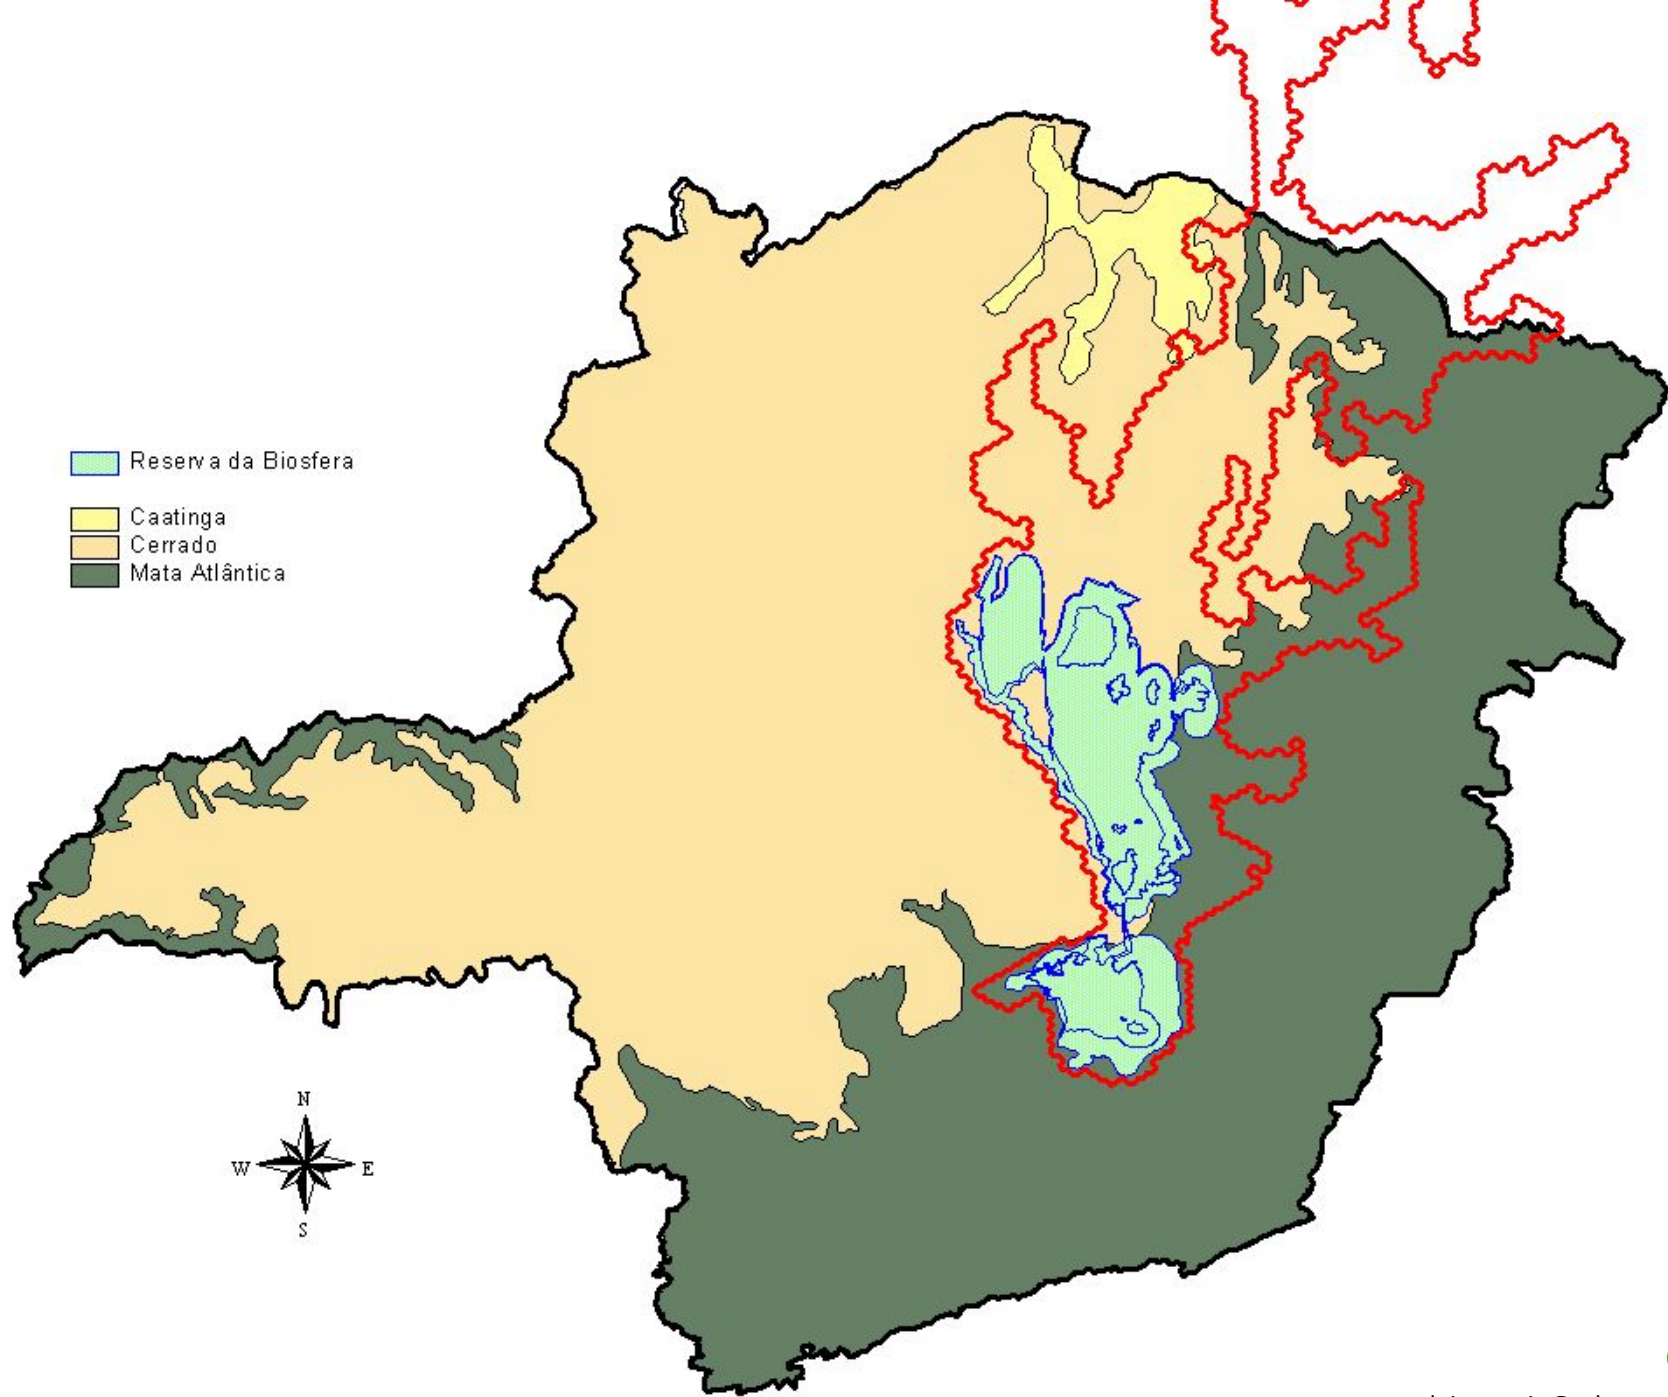 Reserva da Biosfera
Caatinga
Cerrado
Mata Atlântica
N
W E
S